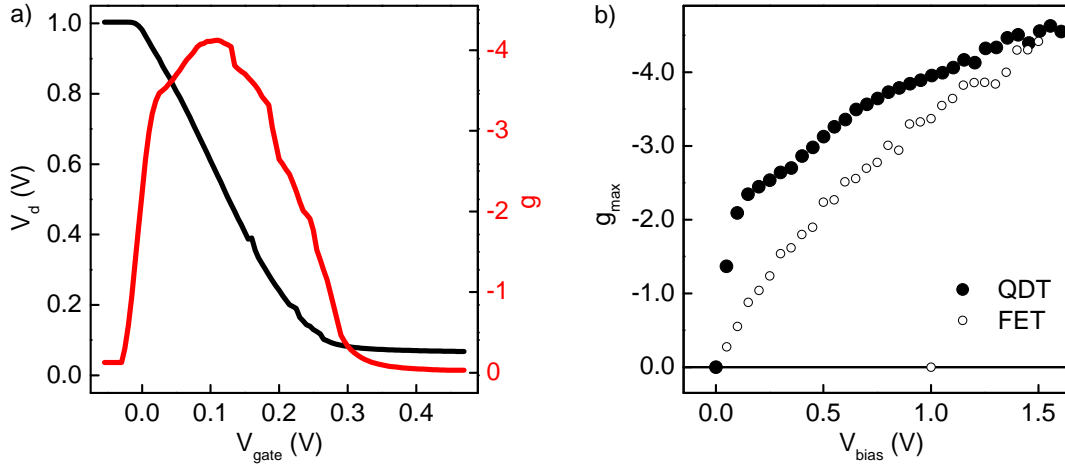 a)
1.0
0.8
0.6
0.4
0.2
0.0
V_d (V)
-4
-3
-2
-1
0
g
0.0 0.1 0.2 0.3 0.4
V_gate (V)
b)
-4.0
-3.0
-2.0
-1.0
0.0
g_max
QDT
FET
0.0 0.5 1.0 1.5
V_bias (V)